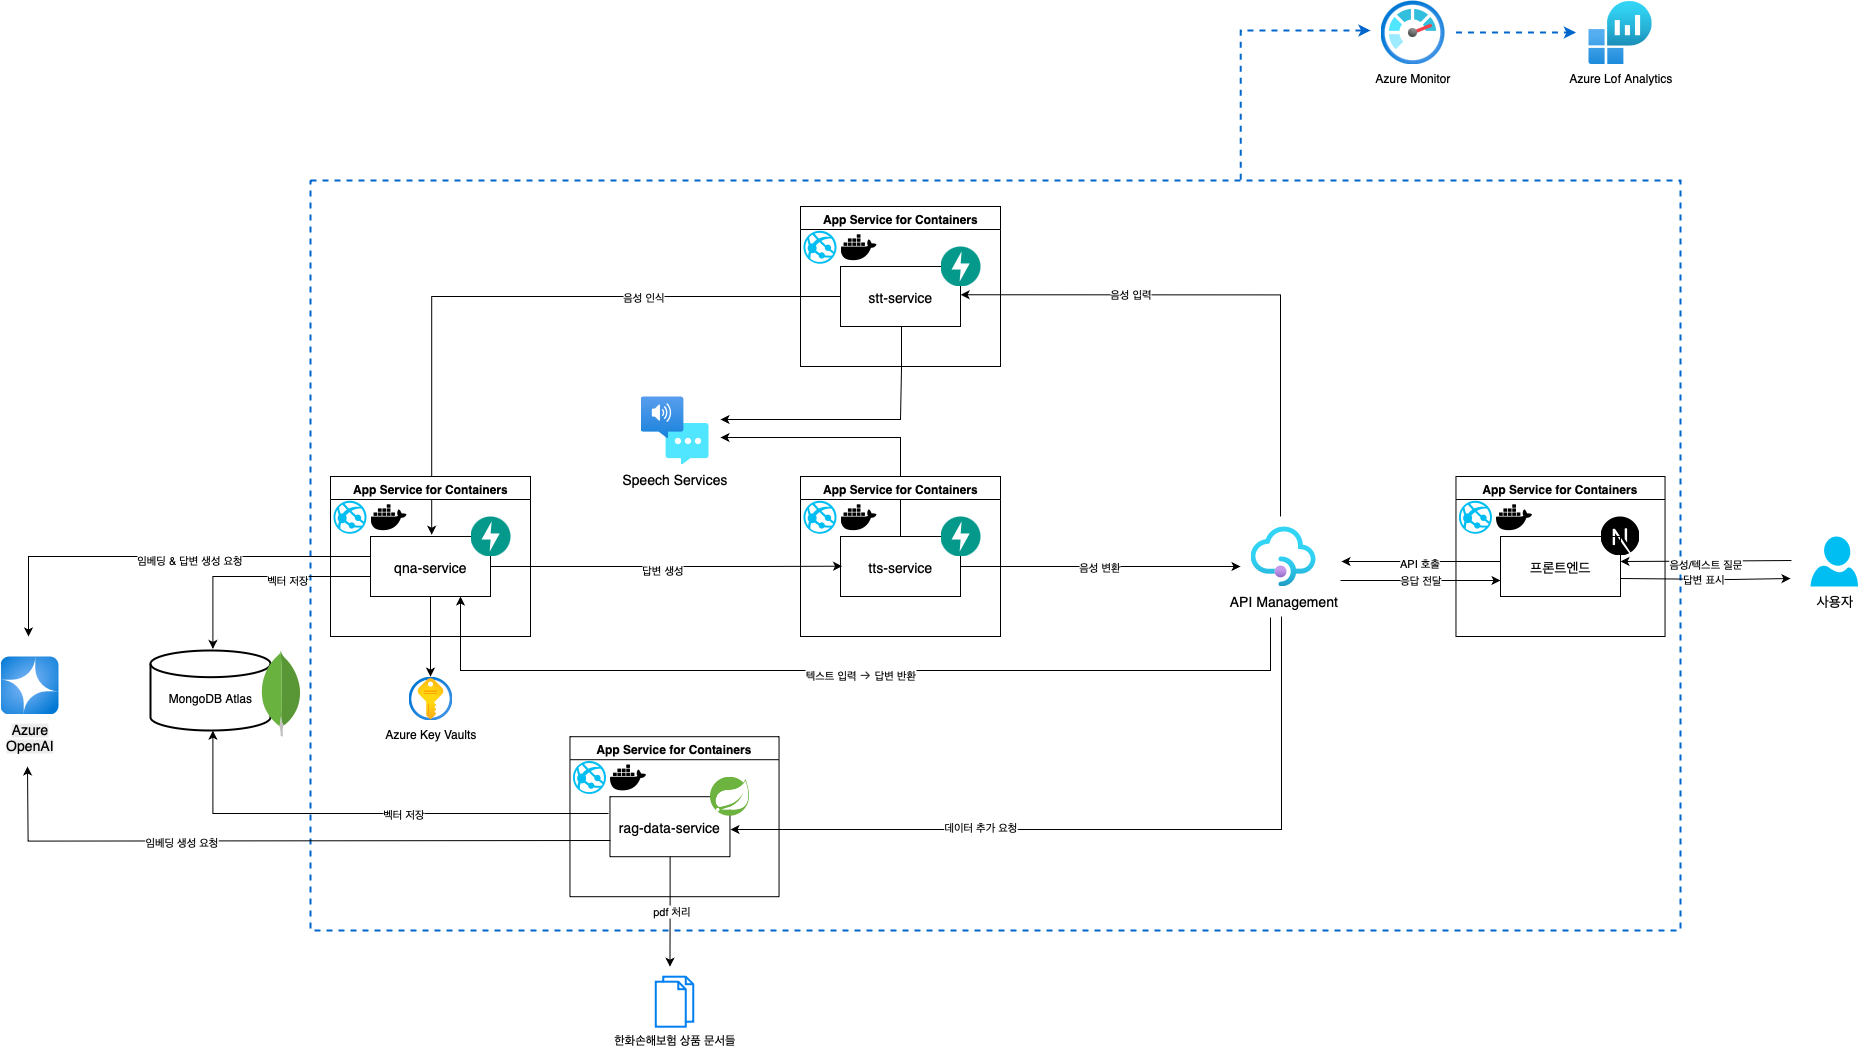 Azure Monitor
Azure Lof Analytics
App Service for Containers
stt-service
음성 인식
음성 입력
Speech Services
App Service for Containers
qna-service
App Service for Containers
tts-service
App Service for Containers
프론트엔드
임베딩 & 답변 생성 요청
벡터 저장
답변 생성
음성 변환
API 호출
응답 전달
음성/텍스트 질문
답변 표시
API Management
사용자
MongoDB Atlas
텍스트 입력 → 답변 반환
Azure
OpenAI
Azure Key Vaults
App Service for Containers
rag-data-service
벡터 저장
데이터 추가 요청
임베딩 생성 요청
pdf 처리
한화손해보험 상품 문서들